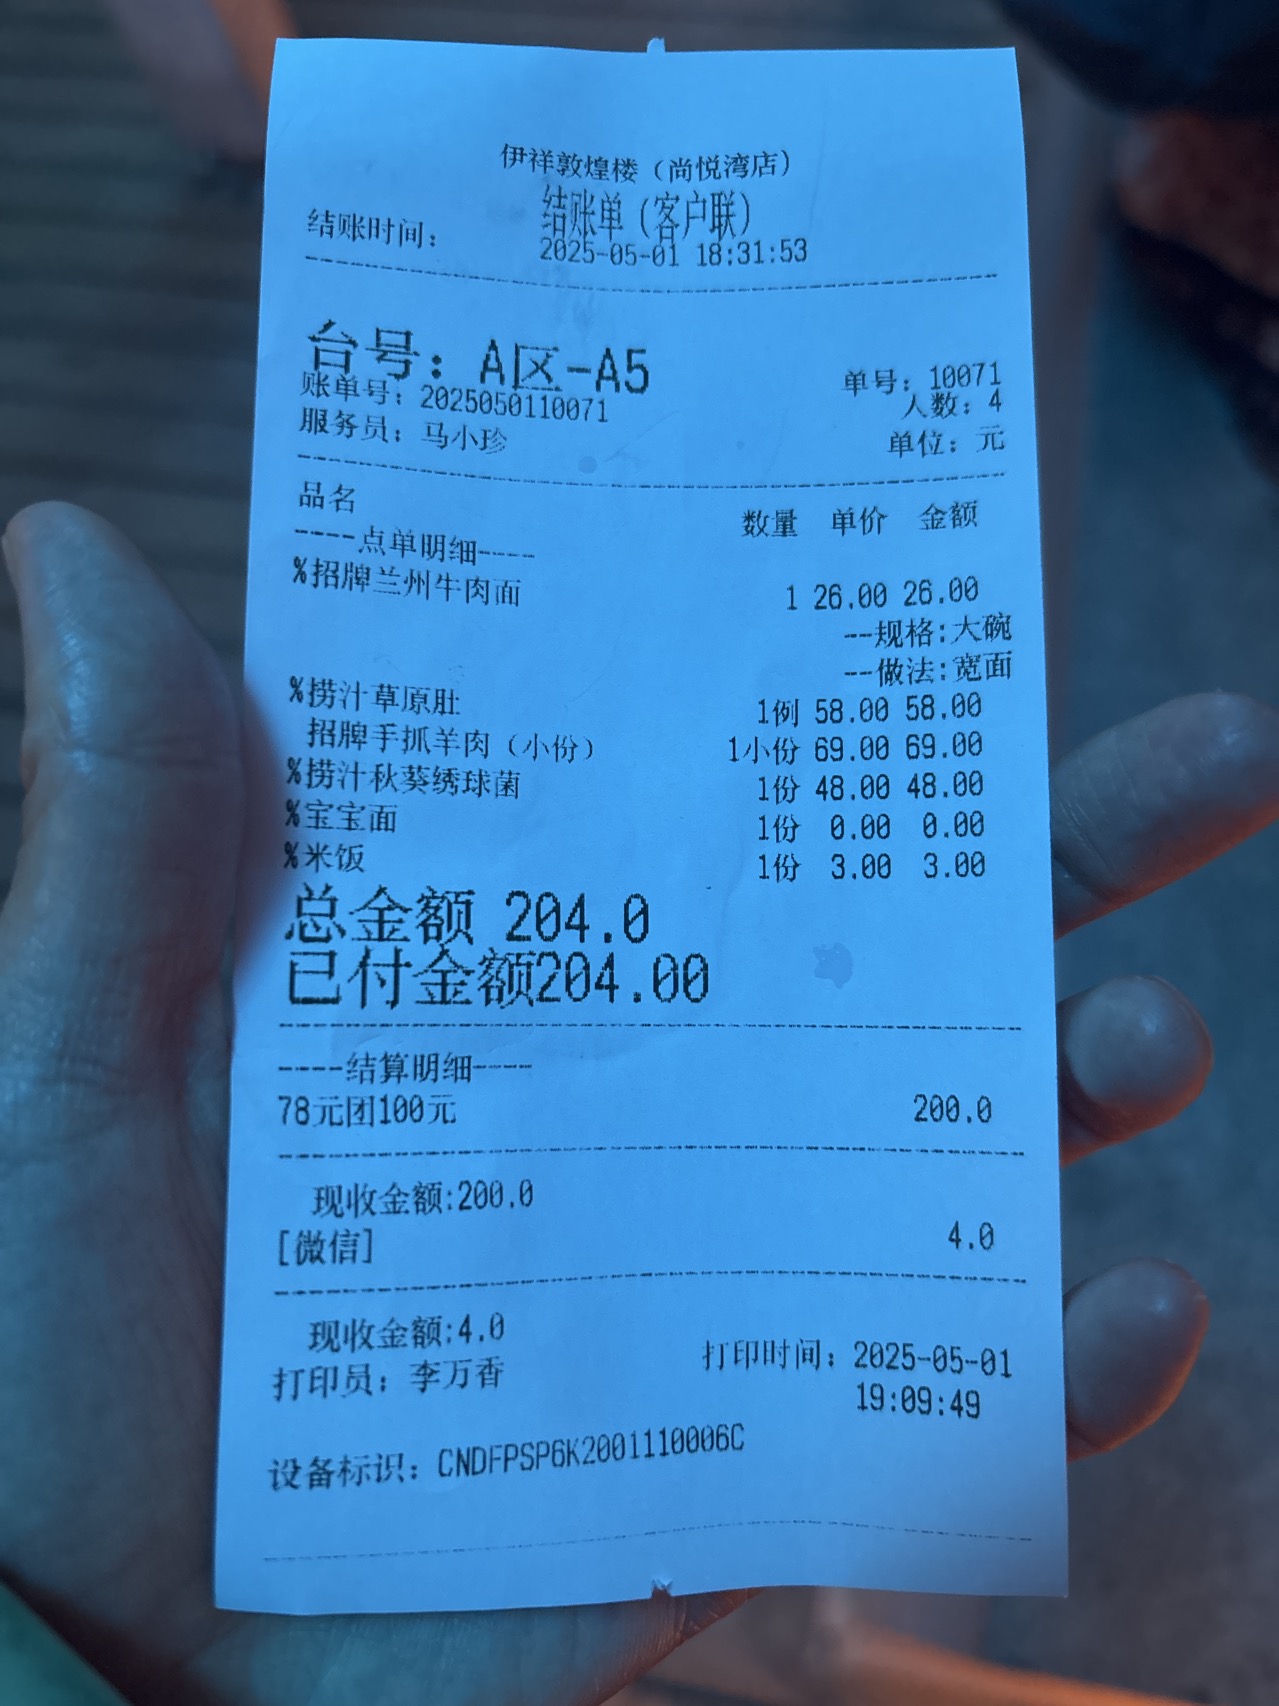 伊祥敦煌楼（尚悦湾店）
结账单（客户联）
结账时间： 2025-05-01 18:31:53
台号：A区-A5
单号：10071
账单号：2025050110071 人数：4
服务员：马小珍 单位：元
品名 数量 单价 金额
----点单明细----
%招牌兰州牛肉面 1 26.00 26.00
--规格:大碗
--做法:宽面
%捞汁草原肚 1例 58.00 58.00
招牌手抓羊肉（小份） 1小份 69.00 69.00
%捞汁秋葵绣球菌 1份 48.00 48.00
%宝宝面 1份 0.00 0.00
%米饭 1份 3.00 3.00
总金额 204.0
已付金额204.00
----结算明细----
78元团100元 200.0
现收金额:200.0
[微信] 4.0
现收金额:4.0
打印员：李万香 打印时间：2025-05-01
19:09:49
设备标识：CNDFPSP6K2001110006C